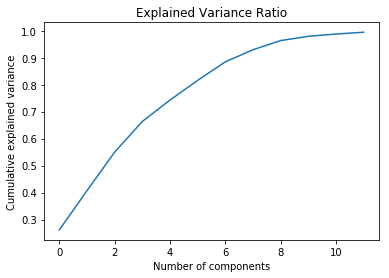 Explained Variance Ratio
1.0
0.9
0.8
0.7
0.6
0.5
0.4
0.3
Cumulative explained variance
0 2 4 6 8 10
Number of components